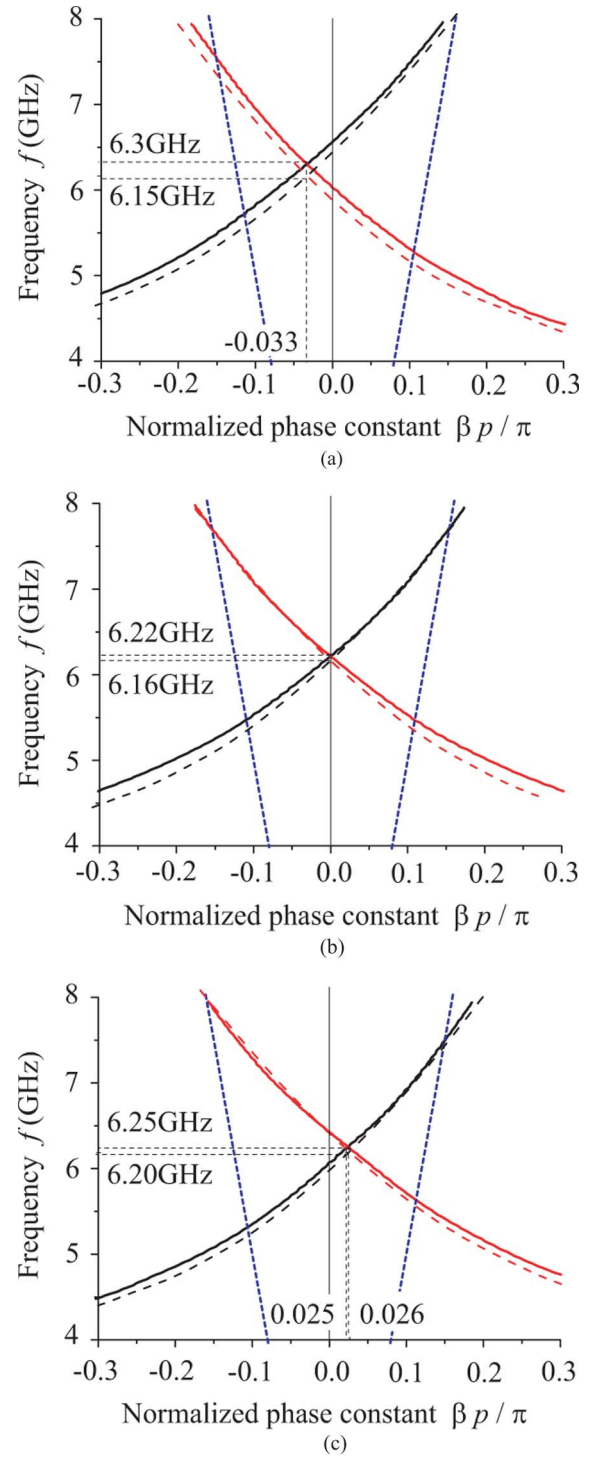 8
7
6.3GHz
6
6.15GHz
5
-0.033
4
-0.3 -0.2 -0.1 0.0 0.1 0.2 0.3
Frequency f (GHz)
Normalized phase constant β p / π
(a)
8
7
6.22GHz
6
6.16GHz
5
4
-0.3 -0.2 -0.1 0.0 0.1 0.2 0.3
Frequency f (GHz)
Normalized phase constant β p / π
(b)
8
7
6.25GHz
6
6.20GHz
5
0.025 0.026
4
-0.3 -0.2 -0.1 0.0 0.1 0.2 0.3
Frequency f (GHz)
Normalized phase constant β p / π
(c)